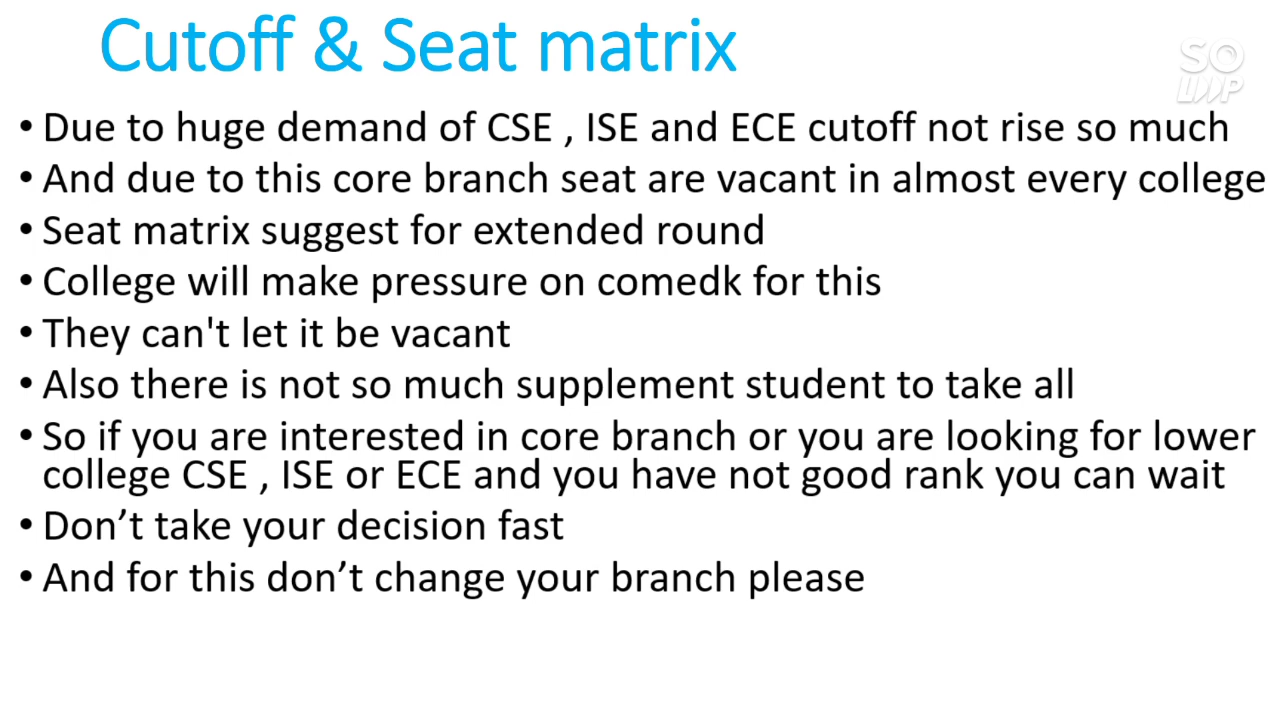 Cutoff & Seat matrix
SO
LOOP
• Due to huge demand of CSE , ISE and ECE cutoff not rise so much
• And due to this core branch seat are vacant in almost every college
• Seat matrix suggest for extended round
• College will make pressure on comedk for this
• They can't let it be vacant
• Also there is not so much supplement student to take all
• So if you are interested in core branch or you are looking for lower
college CSE , ISE or ECE and you have not good rank you can wait
• Don’t take your decision fast
• And for this don’t change your branch please